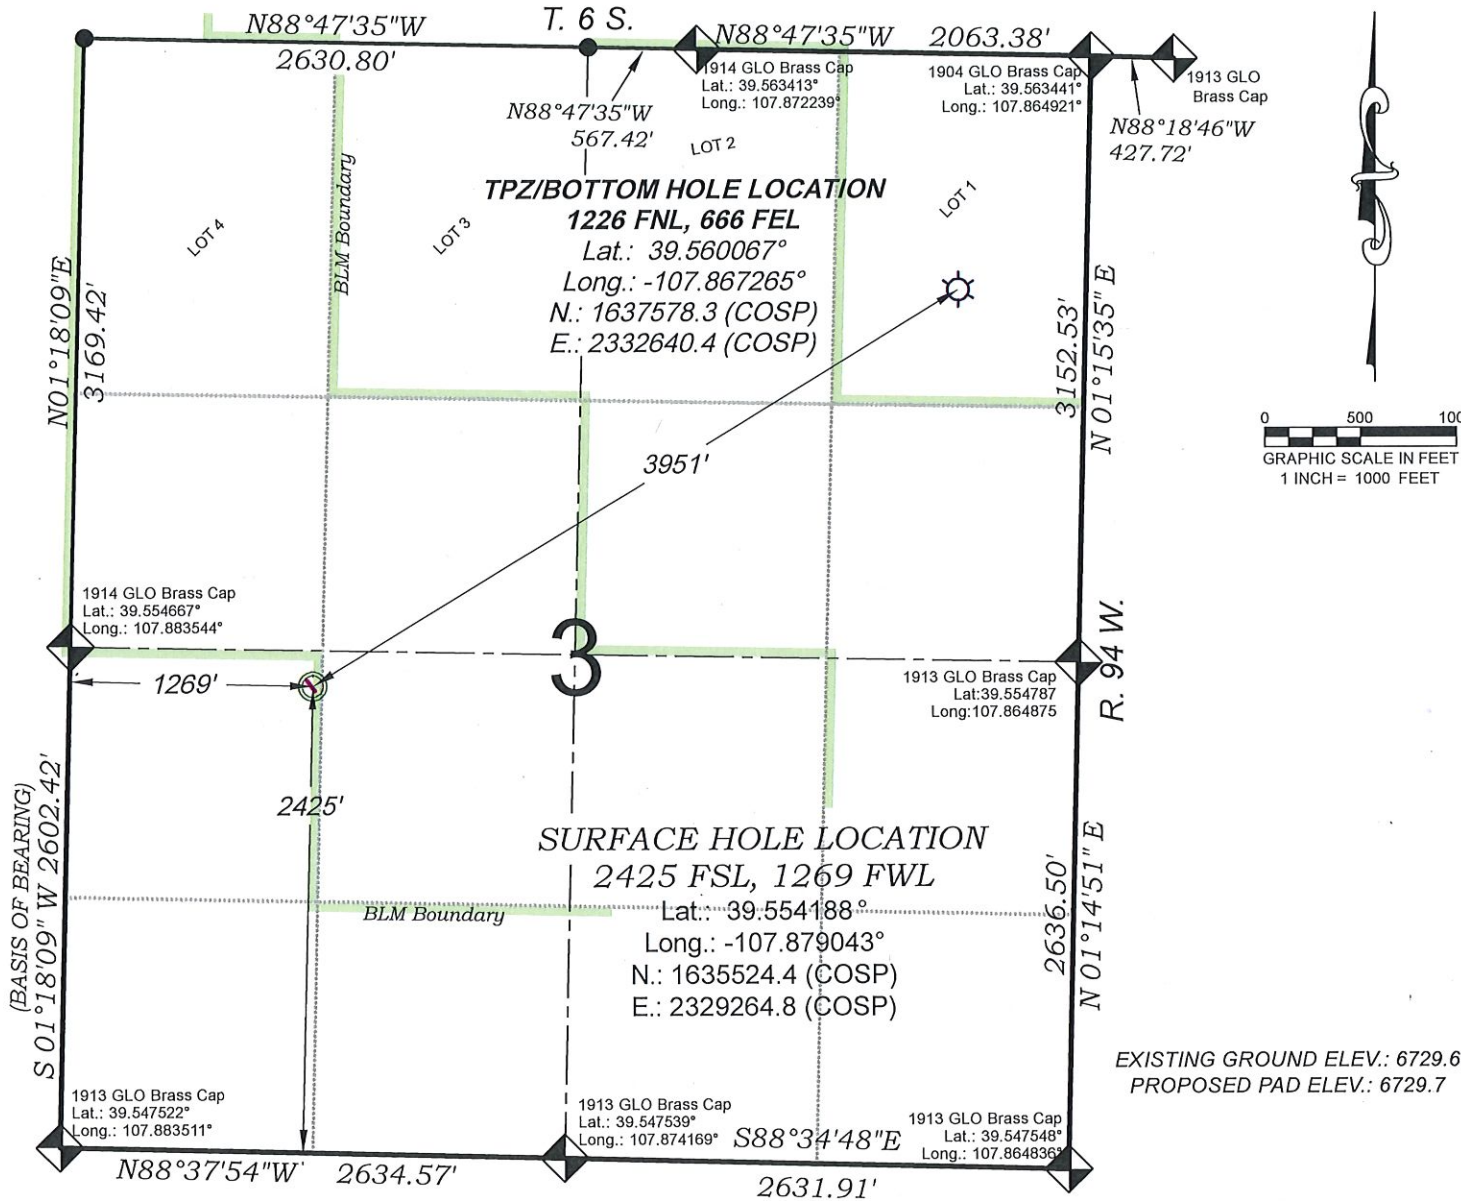 N88°47'35"W
2630.80'
T. 6 S.
N88°47'35"W 2063.38'
1914 GLO Brass Cap
Lat.: 39.563413°
Long.: 107.872239°
1904 GLO Brass Cap
Lat.: 39.563441°
Long.: 107.864921°
1913 GLO
Brass Cap
N88°47'35"W
567.42'
N88°18'46"W
427.72'
LOT 2
LOT 1
LOT 3
LOT 4
BLM Boundary
TPZ/BOTTOM HOLE LOCATION
1226 FNL, 666 FEL
Lat.: 39.560067°
Long.: -107.867265°
N.: 1637578.3 (COSP)
E.: 2332640.4 (COSP)
N01°18'09"E
3169.42'
3152.53'
N 01°15'35" E
0 500
GRAPHIC SCALE IN FEET
1 INCH = 1000 FEET
3951'
1914 GLO Brass Cap
Lat.: 39.554667°
Long.: 107.883544°
3
1269'
1913 GLO Brass Cap
Lat:39.554787
Long:107.864875
R. 94 W.
2425'
(BASIS OF BEARING)
S 01°18'09" W 2602.42'
SURFACE HOLE LOCATION
2425 FSL, 1269 FWL
Lat.: 39.554188°
Long.: -107.879043°
N.: 1635524.4 (COSP)
E.: 2329264.8 (COSP)
BLM Boundary
2636.50'
N 01°14'51" E
EXISTING GROUND ELEV.: 6729.6
PROPOSED PAD ELEV.: 6729.7
1913 GLO Brass Cap
Lat.: 39.547522°
Long.: 107.883511°
1913 GLO Brass Cap
Lat.: 39.547539°
Long.: 107.874169°
1913 GLO Brass Cap
Lat.: 39.547548°
Long.: 107.864836°
S88°34'48"E
N88°37'54"W 2634.57'
2631.91'